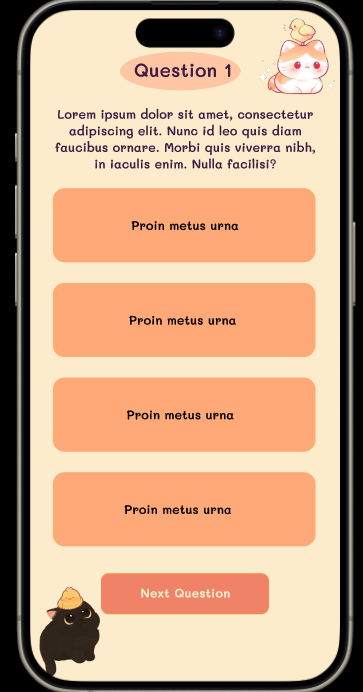 Question 1
Lorem ipsum dolor sit amet, consectetur
adipiscing elit. Nunc id leo quis diam
faucibus ornare. Morbi quis viverra nibh,
in iaculis enim. Nulla facilisi?
Proin metus urna
Proin metus urna
Proin metus urna
Proin metus urna
Next Question